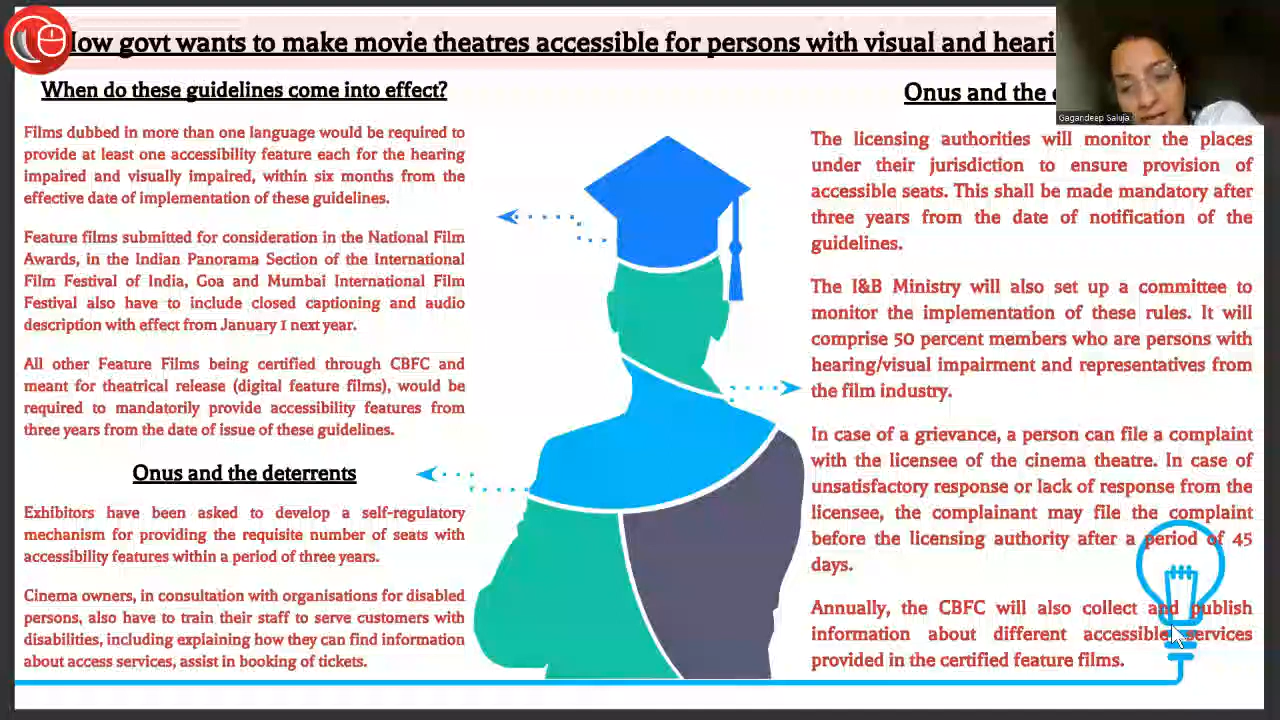 How govt wants to make movie theatres accessible for persons with visual and heari
Gagandeep Saluja
When do these guidelines come into effect?
Films dubbed in more than one language would be required to
provide at least one accessibility feature each for the hearing
impaired and visually impaired, within six months from the
effective date of implementation of these guidelines.
Feature films submitted for consideration in the National Film
Awards, in the Indian Panorama Section of the International
Film Festival of India, Goa and Mumbai International Film
Festival also have to include closed captioning and audio
description with effect from January 1 next year.
All other Feature Films being certified through CBFC and
meant for theatrical release (digital feature films), would be
required to mandatorily provide accessibility features from
three years from the date of issue of these guidelines.
Onus and the deterrents
Exhibitors have been asked to develop a self-regulatory
mechanism for providing the requisite number of seats with
accessibility features within a period of three years.
Cinema owners, in consultation with organisations for disabled
persons, also have to train their staff to serve customers with
disabilities, including explaining how they can find information
about access services, assist in booking of tickets.
Onus and the
The licensing authorities will monitor the places
under their jurisdiction to ensure provision of
accessible seats. This shall be made mandatory after
three years from the date of notification of the
guidelines.
The I&B Ministry will also set up a committee to
monitor the implementation of these rules. It will
comprise 50 percent members who are persons with
hearing/visual impairment and representatives from
the film industry.
In case of a grievance, a person can file a complaint
with the licensee of the cinema theatre. In case of
unsatisfactory response or lack of response from the
licensee, the complainant may file the complaint
before the licensing authority after a period of 45
days.
Annually, the CBFC will also collect and publish
information about different accessible services
provided in the certified feature films.